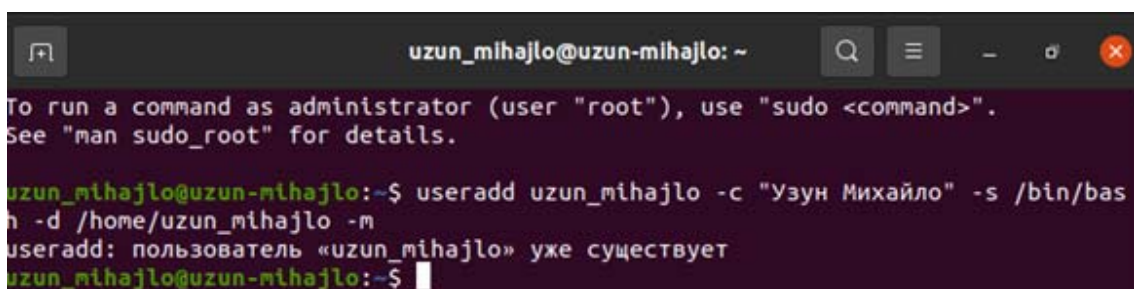 uzun_mihajlo@uzun-mihajlo: ~
To run a command as administrator (user "root"), use "sudo <command>".
See "man sudo_root" for details.
uzun_mihajlo@uzun-mihajlo:~$ useradd uzun_mihajlo -c "Узун Михайло" -s /bin/bas
h -d /home/uzun_mihajlo -m
useradd: пользователь «uzun_mihajlo» уже существует
uzun_mihajlo@uzun-mihajlo:~$